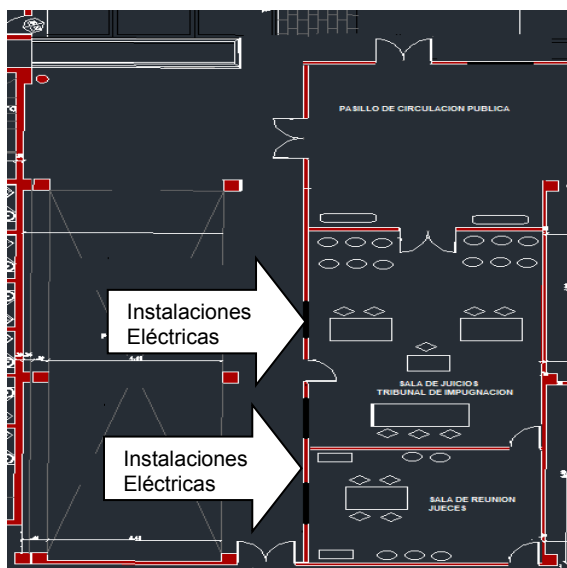 PASILLO DE CIRCULACION PUBLICA
Instalaciones
Eléctricas
SALA DE JUICIOS
TRIBUNAL DE IMPUGNACION
Instalaciones
Eléctricas
SALA DE REUNION
JUECES